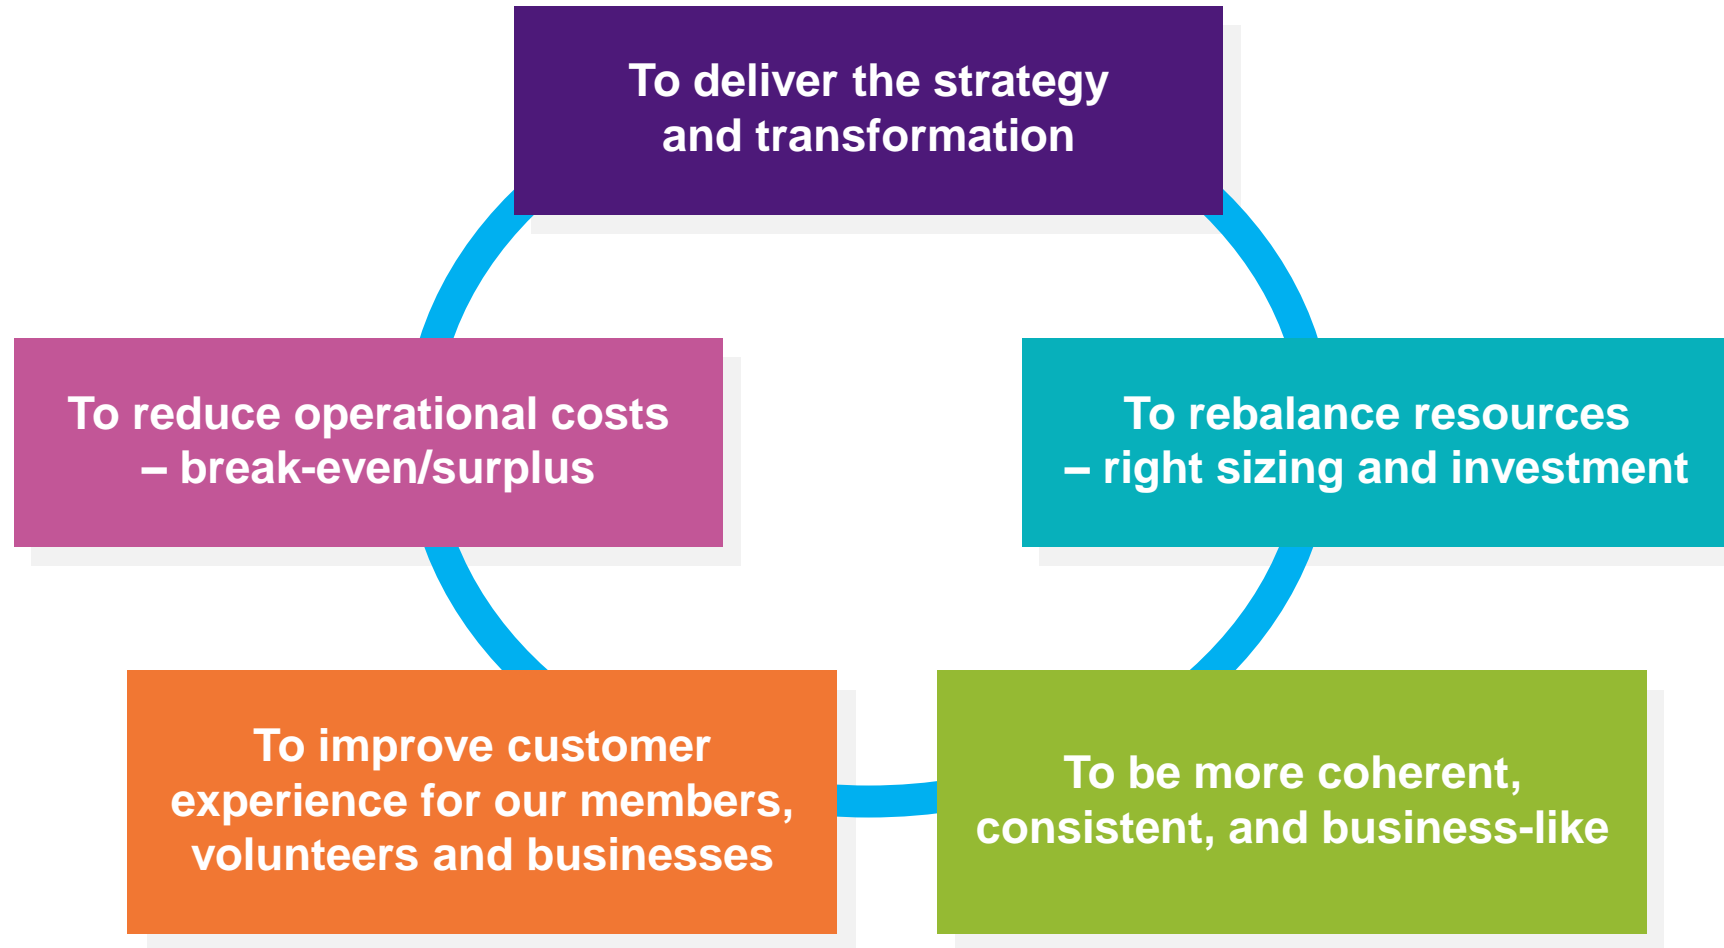 To deliver the strategy
and transformation
To reduce operational costs
– break-even/surplus
To rebalance resources
– right sizing and investment
To improve customer
experience for our members,
volunteers and businesses
To be more coherent,
consistent, and business-like